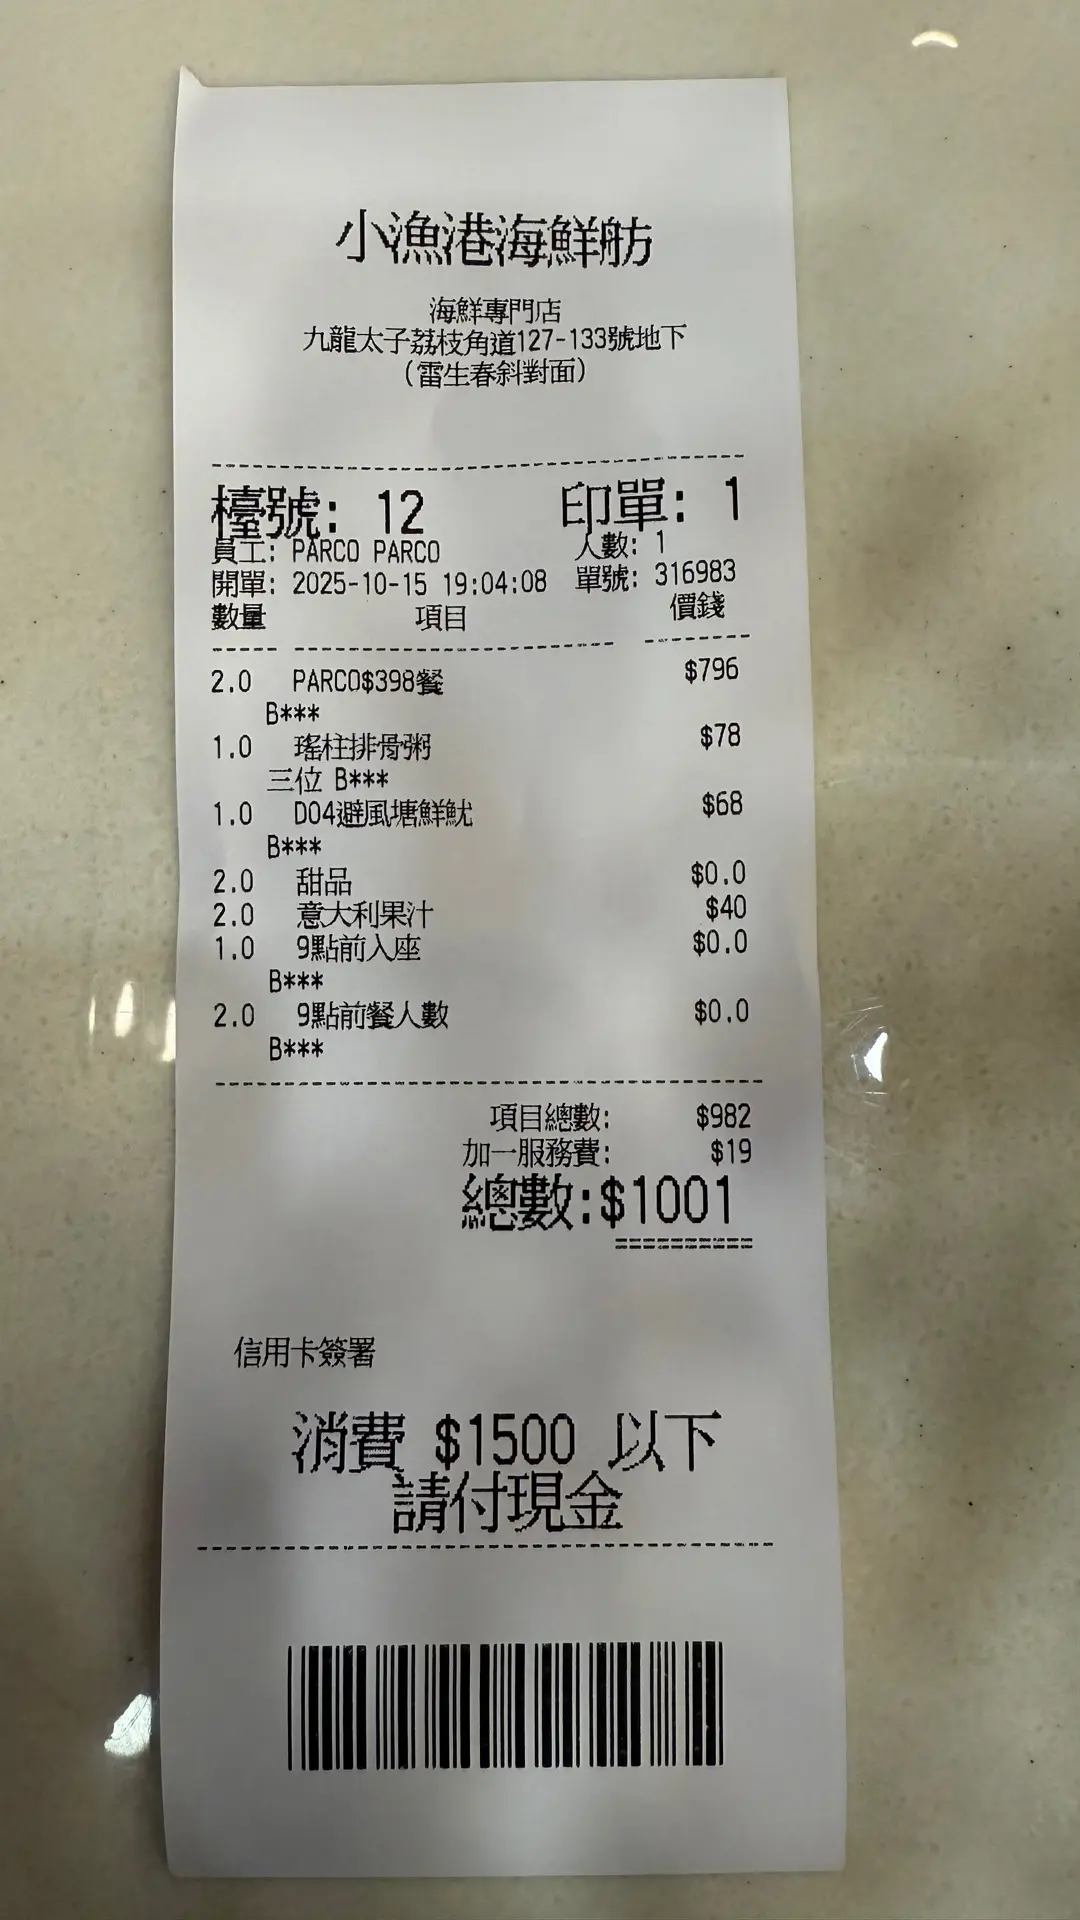 小漁港海鮮舫
海鮮專門店
九龍太子荔枝角道127-133號地下
(雷生春斜對面)
檯號: 12 印單: 1
員工: PARCO PARCO 人數: 1
開單: 2025-10-15 19:04:08 單號: 316983
數量 項目 價錢
2.0 PARCO$398餐 $796
B***
1.0 瑤柱排骨粥 $78
三位 B***
1.0 D04避風塘鮮魷 $68
B***
2.0 甜品 $0.0
2.0 意大利果汁 $40
1.0 9點前入座 $0.0
B***
2.0 9點前餐人數 $0.0
B***
項目總數: $982
加一服務費: $19
總數:$1001
信用卡簽署
消費 $1500 以下
請付現金